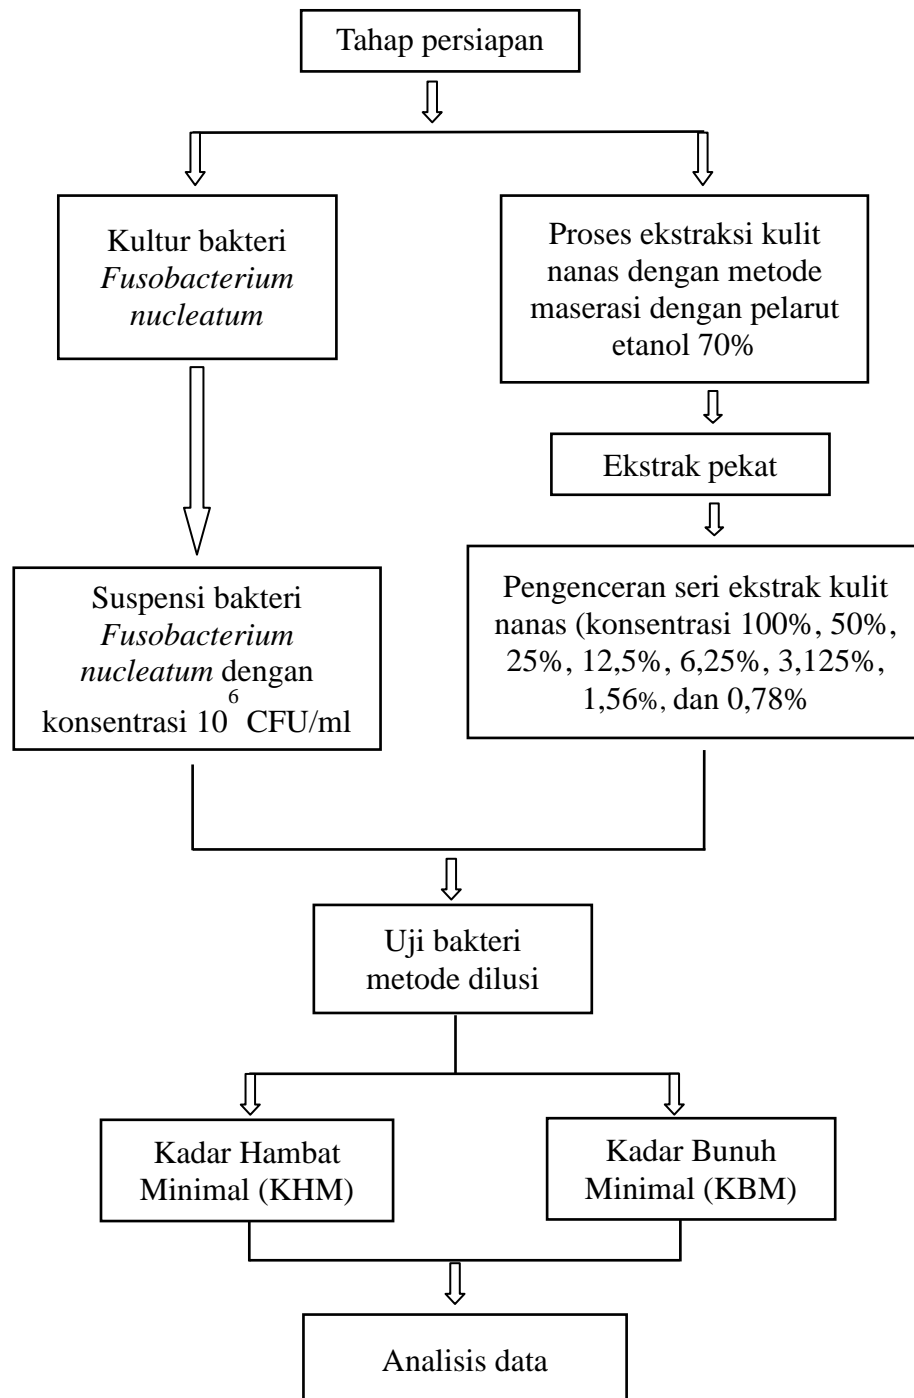 Tahap persiapan
Kultur bakteri
Fusobacterium
nucleatum
Proses ekstraksi kulit
nanas dengan metode
maserasi dengan pelarut
etanol 70%
Ekstrak pekat
Suspensi bakteri
Fusobacterium
nucleatum dengan
konsentrasi 10⁶ CFU/ml
Pengenceran seri ekstrak kulit
nanas (konsentrasi 100%, 50%,
25%, 12,5%, 6,25%, 3,125%,
1,56%, dan 0,78%
Uji bakteri
metode dilusi
Kadar Hambat
Minimal (KHM)
Kadar Bunuh
Minimal (KBM)
Analisis data